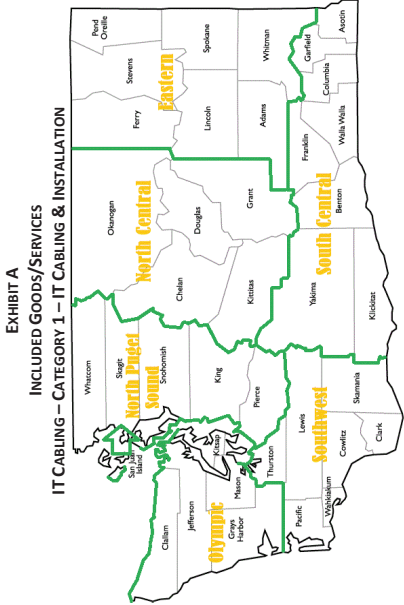 EXHIBIT A
INCLUDED GOODS/SERVICES
IT CABLING – CATEGORY 1 – IT CABLING & INSTALLATION
Whatcom
San Juan
Island
Skagit
North Puget
Sound
Snohomish
King
Pierce
Clallam
Jefferson
Olympic
Grays
Harbor
Mason
Kitsap
Thurston
Okanogan
North Central
Chelan
Douglas
Kittitas
Grant
Pend
Oreille
Stevens
Ferry
Eastern
Spokane
Lincoln
Adams
Whitman
Pacific
Lewis
Southwest
Wahkiakum
Cowlitz
Skamania
Clark
Yakima
South Central
Klickitat
Benton
Franklin
Walla Walla
Columbia
Garfield
Asotin